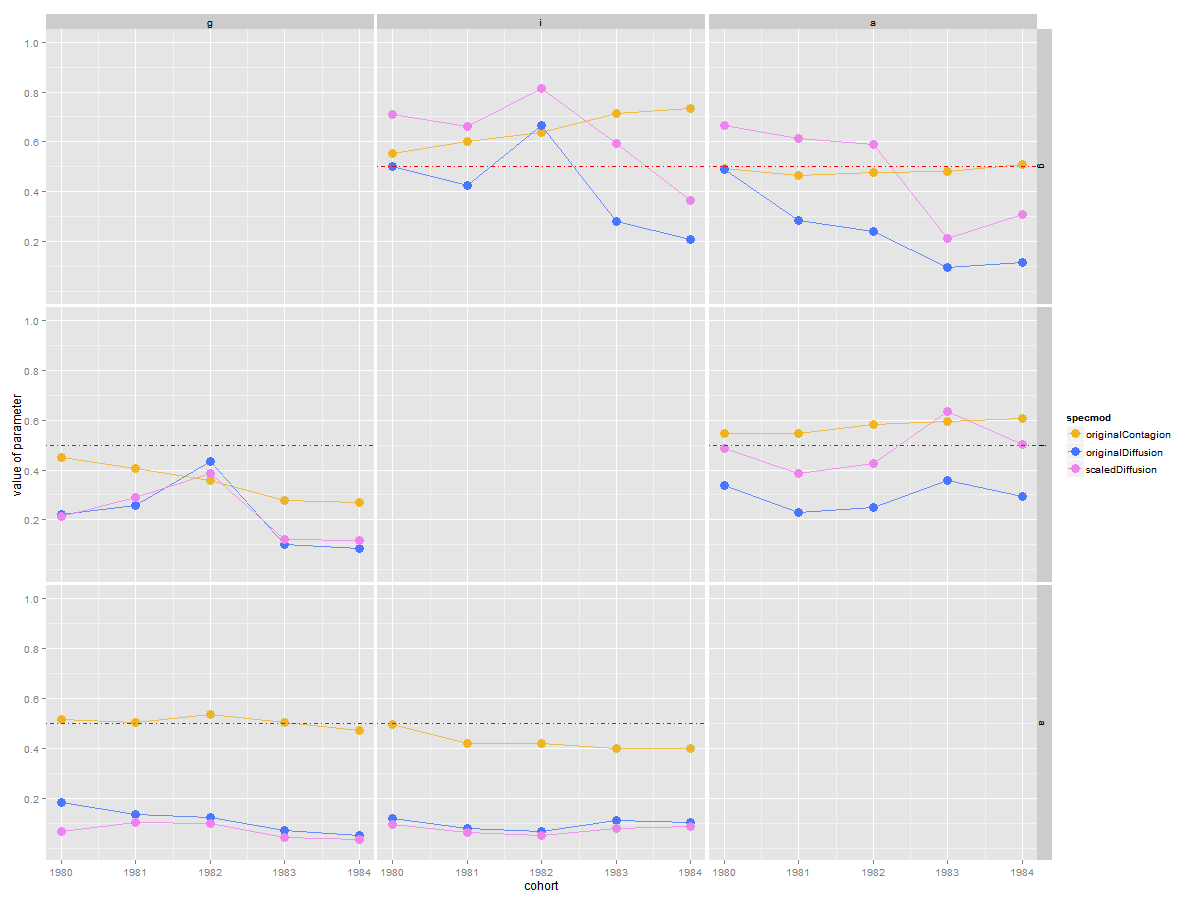 g i a
1.0
0.8
0.6
0.4
0.2
g
1.0
0.8
0.6
0.4
0.2
i
value of parameter
specmod
originalContagion
originalDiffusion
scaledDiffusion
1.0
0.8
0.6
0.4
0.2
a
1980 1981 1982 1983 1984 1980 1981 1982 1983 1984 1980 1981 1982 1983 1984
cohort